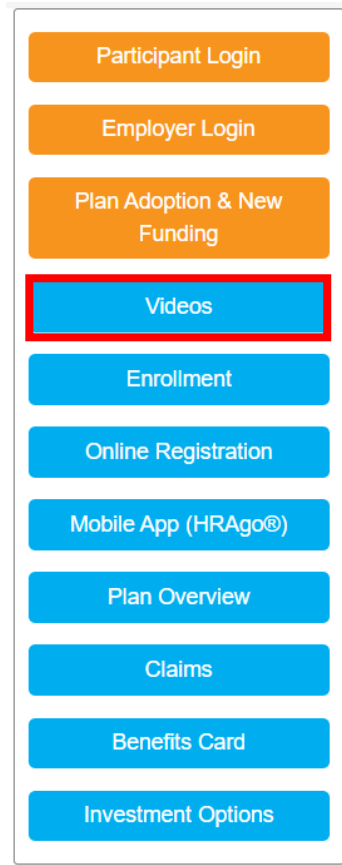 Participant Login
Employer Login
Plan Adoption & New
Funding
Videos
Enrollment
Online Registration
Mobile App (HRAgo®)
Plan Overview
Claims
Benefits Card
Investment Options